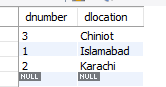 dnumber dlocation
3 Chiniot
1 Islamabad
2 Karachi
NULL NULL